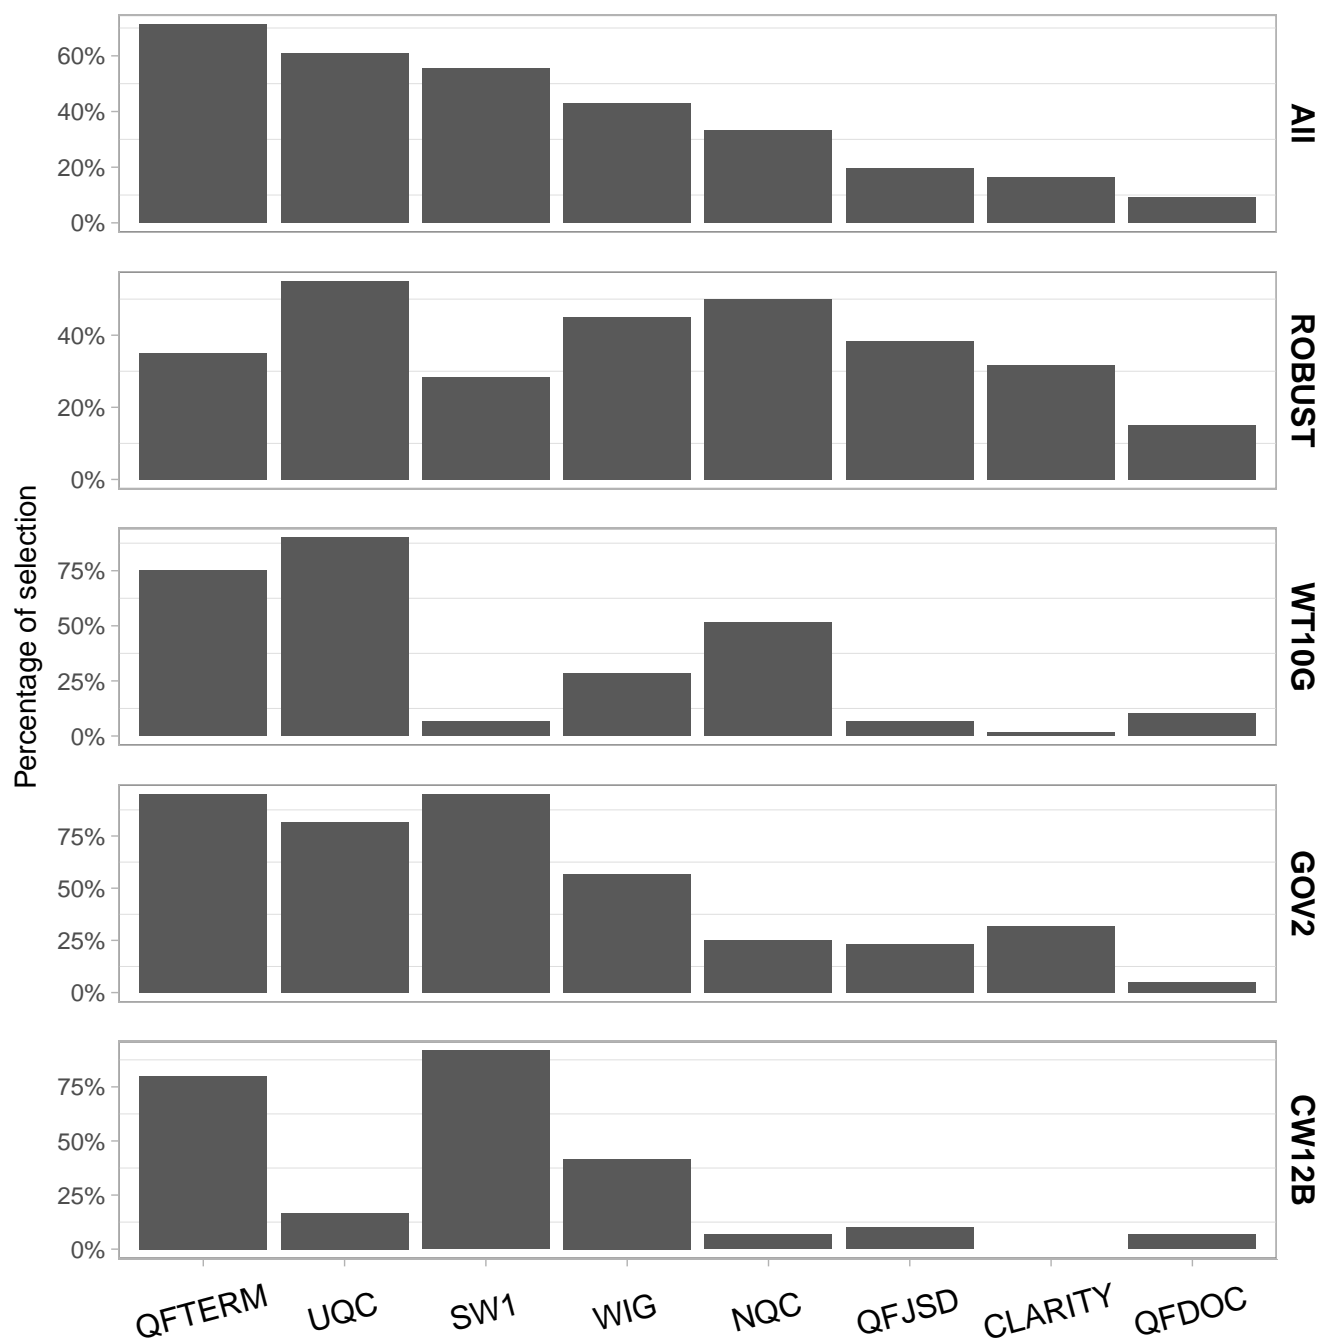 60%
40%
20%
0%
All
40%
20%
0%
ROBUST
75%
50%
25%
0%
WT10G
75%
50%
25%
0%
GOV2
75%
50%
25%
0%
CW12B
Percentage of selection
QFTERM
UQC
SW1
WIG
NQC
QFJSD
CLARITY
QFDOC